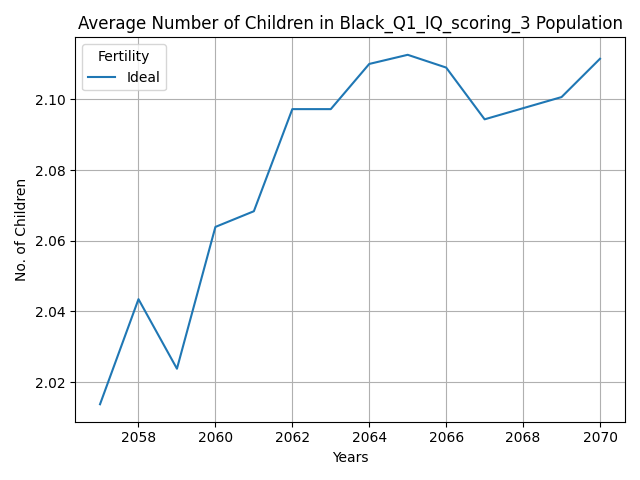 Average Number of Children in Black_Q1_IQ_scoring_3 Population
Fertility
Ideal
No. of Children
2.10
2.08
2.06
2.04
2.02
2058 2060 2062 2064 2066 2068 2070
Years